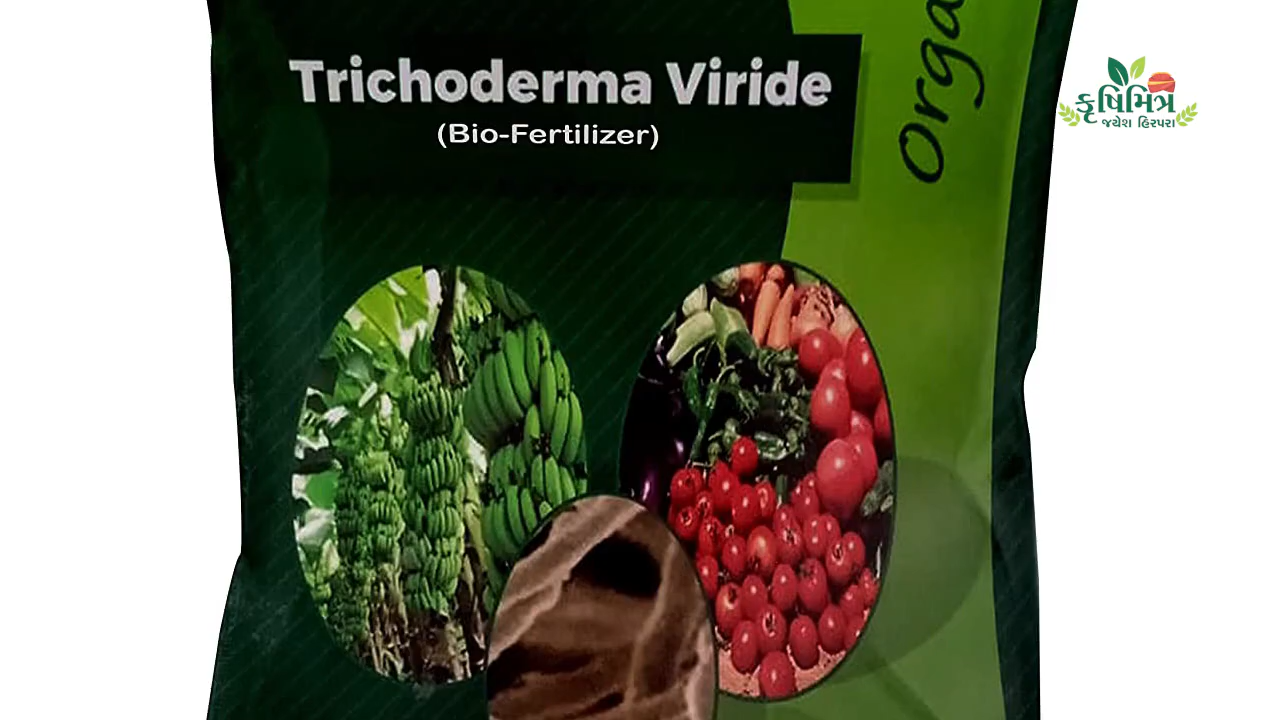 Trichoderma Viride
(Bio-Fertilizer)
Orga
કૃષિમિત્ર
જયેશ હિરપરા